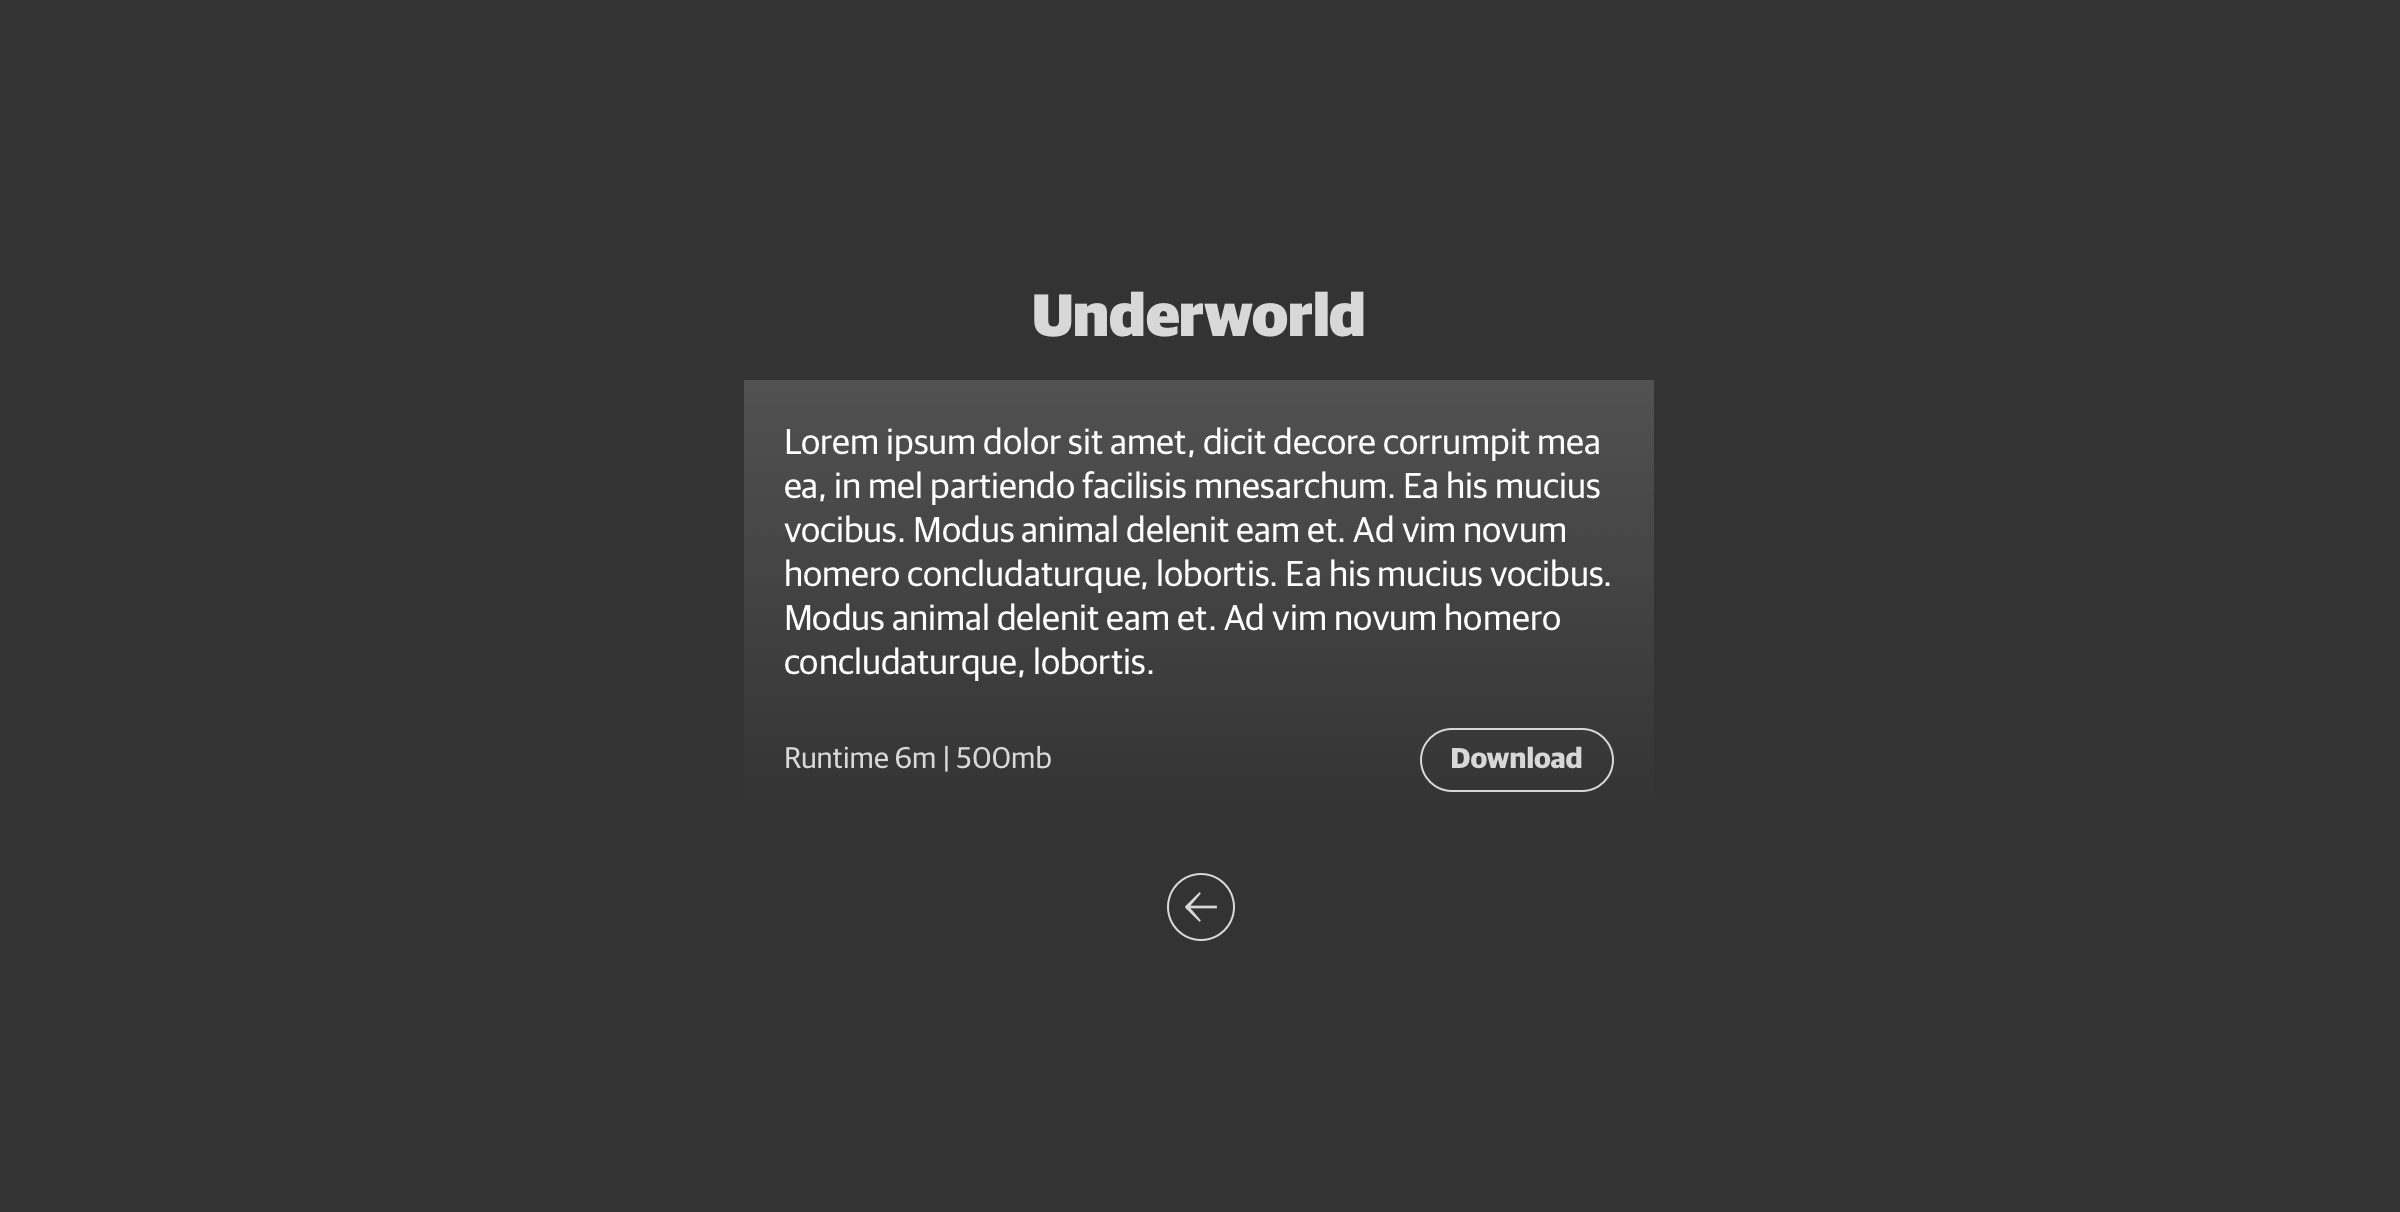 Underworld
Lorem ipsum dolor sit amet, dicit decore corrumpit mea
ea, in mel partiendo facilisis mnesarchum. Ea his mucius
vocibus. Modus animal delenit eam et. Ad vim novum
homero concludaturque, lobortis. Ea his mucius vocibus.
Modus animal delenit eam et. Ad vim novum homero
concludaturque, lobortis.
Runtime 6m | 500mb
Download